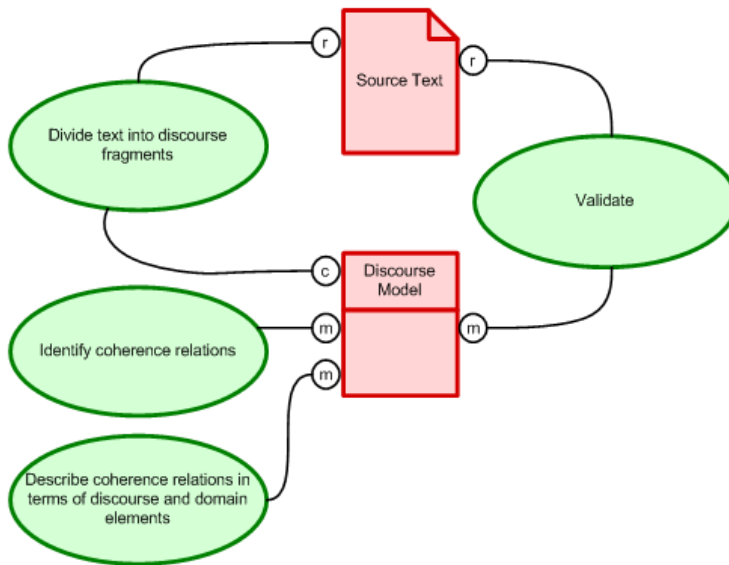 r
Source Text
r
Divide text into discourse
fragments
Validate
c
Discourse
Model
m
m
Identify coherence relations
m
Describe coherence relations in
terms of discourse and domain
elements